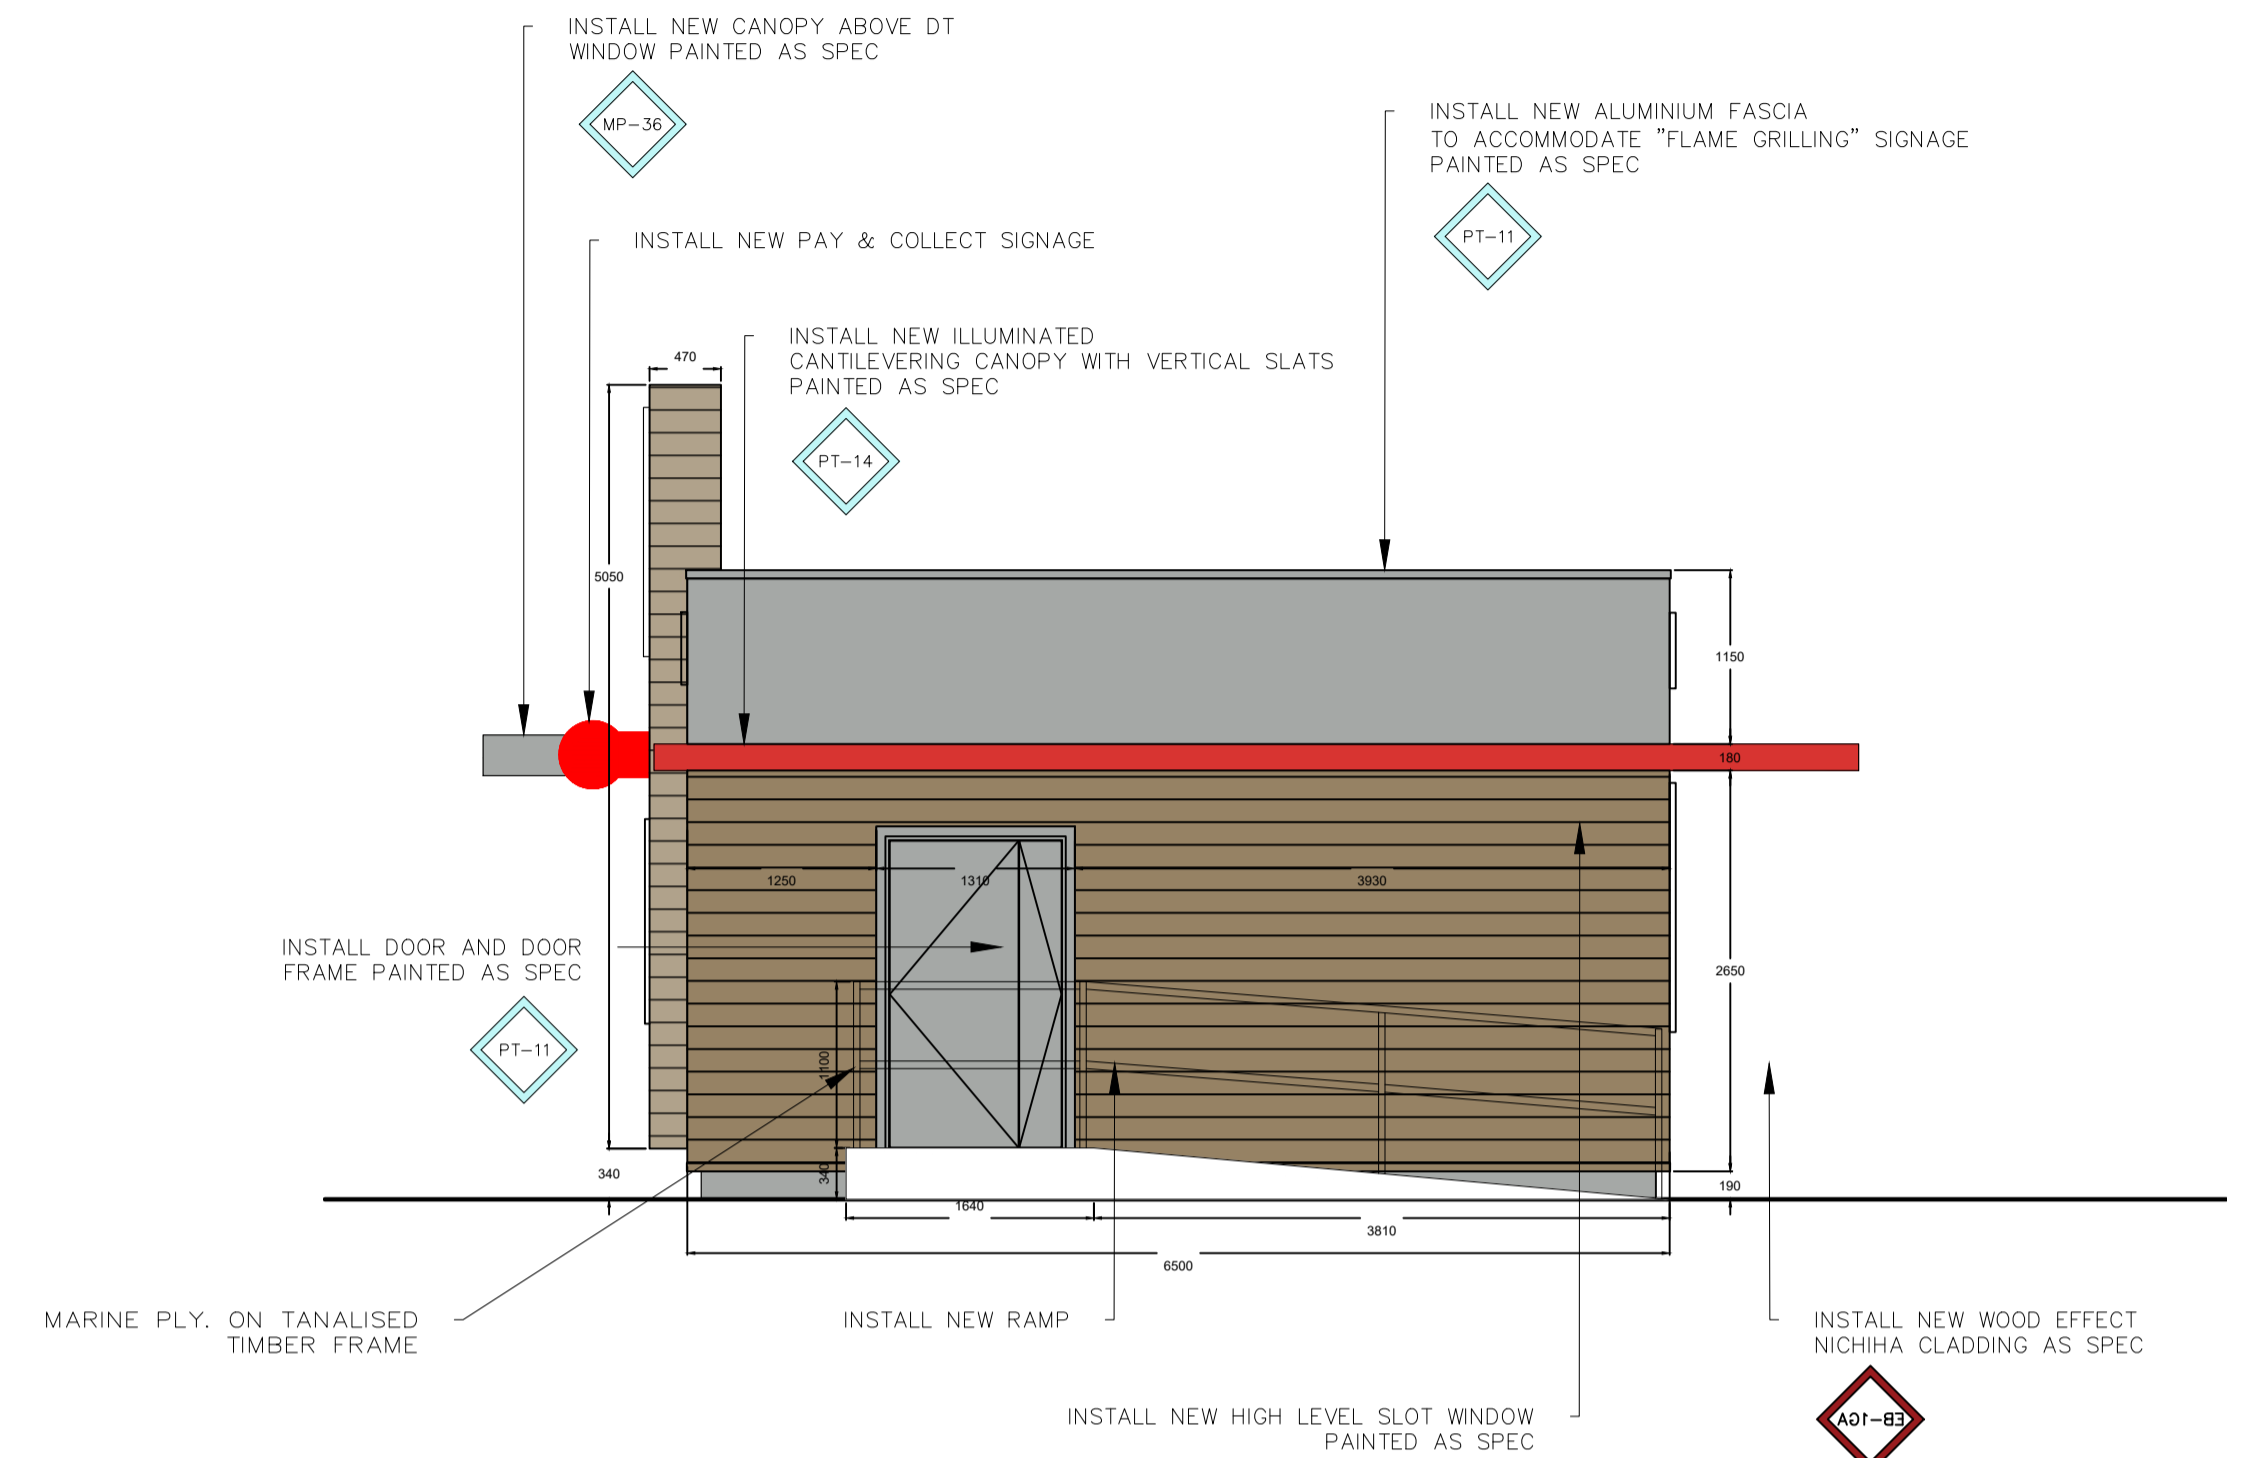 INSTALL NEW CANOPY ABOVE DT
WINDOW PAINTED AS SPEC
MP-36
INSTALL NEW ALUMINIUM FASCIA
TO ACCOMMODATE "FLAME GRILLING" SIGNAGE
PAINTED AS SPEC
PT-11
INSTALL NEW PAY & COLLECT SIGNAGE
INSTALL NEW ILLUMINATED
CANTILEVERING CANOPY WITH VERTICAL SLATS
PAINTED AS SPEC
PT-14
470
5050
1150
180
1250
1310
3930
INSTALL DOOR AND DOOR
FRAME PAINTED AS SPEC
PT-11
2650
1100
340
340
190
1640
3810
6500
MARINE PLY. ON TANALISED
TIMBER FRAME
INSTALL NEW RAMP
INSTALL NEW WOOD EFFECT
NICHIHA CLADDING AS SPEC
EB-1GA
INSTALL NEW HIGH LEVEL SLOT WINDOW
PAINTED AS SPEC